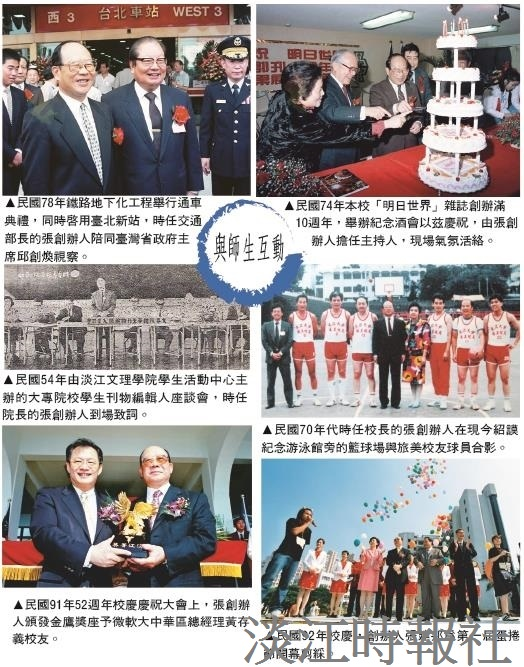 西3 台北車站 WEST 3
▲民國78年鐵路地下化工程舉行通車
典禮，同時啓用臺北新站，時任交通
部長的張創辦人陪同臺灣省政府主
席邱創煥視察。
▲民國74年本校「明日世界」雜誌創辦滿
10週年，舉辦紀念酒會以茲慶祝，由張創
辦人擔任主持人，現場氣氛活絡。
與師生互動
▲民國54年由淡江文理學院學生活動中心主
辦的大專院校學生刊物編輯人座談會，時任
院長的張創辦人到場致詞。
▲民國70年代時任校長的張創辦人在現今紹謨
紀念游泳館旁的籃球場與旅美校友球員合影。
▲民國91年52週年校慶慶祝大會上，張創辦
人頒發金鷹獎座予微軟大中華區總經理黃存
義校友。
▲民國92年校慶，創辦人張建邦為第一屆蛋捲
節開幕剪綵。
淡江時報社